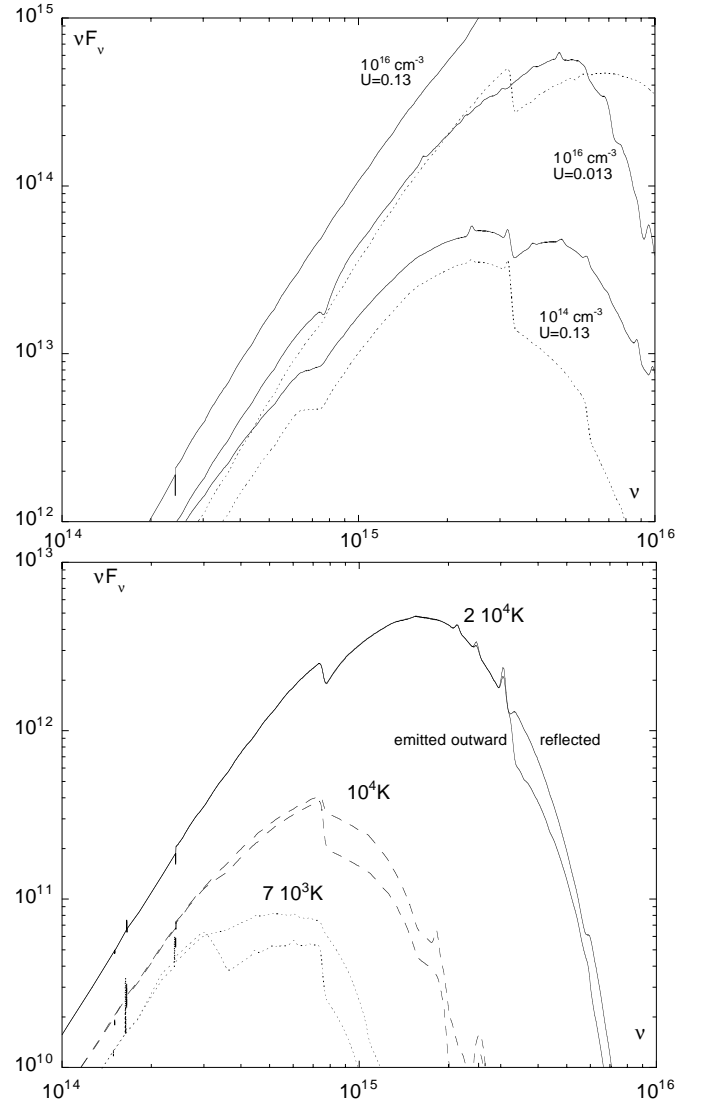 10^15
νF_ν
10^16 cm^-3
U=0.13
10^14
10^16 cm^-3
U=0.013
10^14 cm^-3
U=0.13
10^13
ν
10^12
10^14 10^15 10^16
10^13
νF_ν
2 10^4K
10^12
emitted outward reflected
10^4K
10^11
7 10^3K
ν
10^10
10^14 10^15 10^16